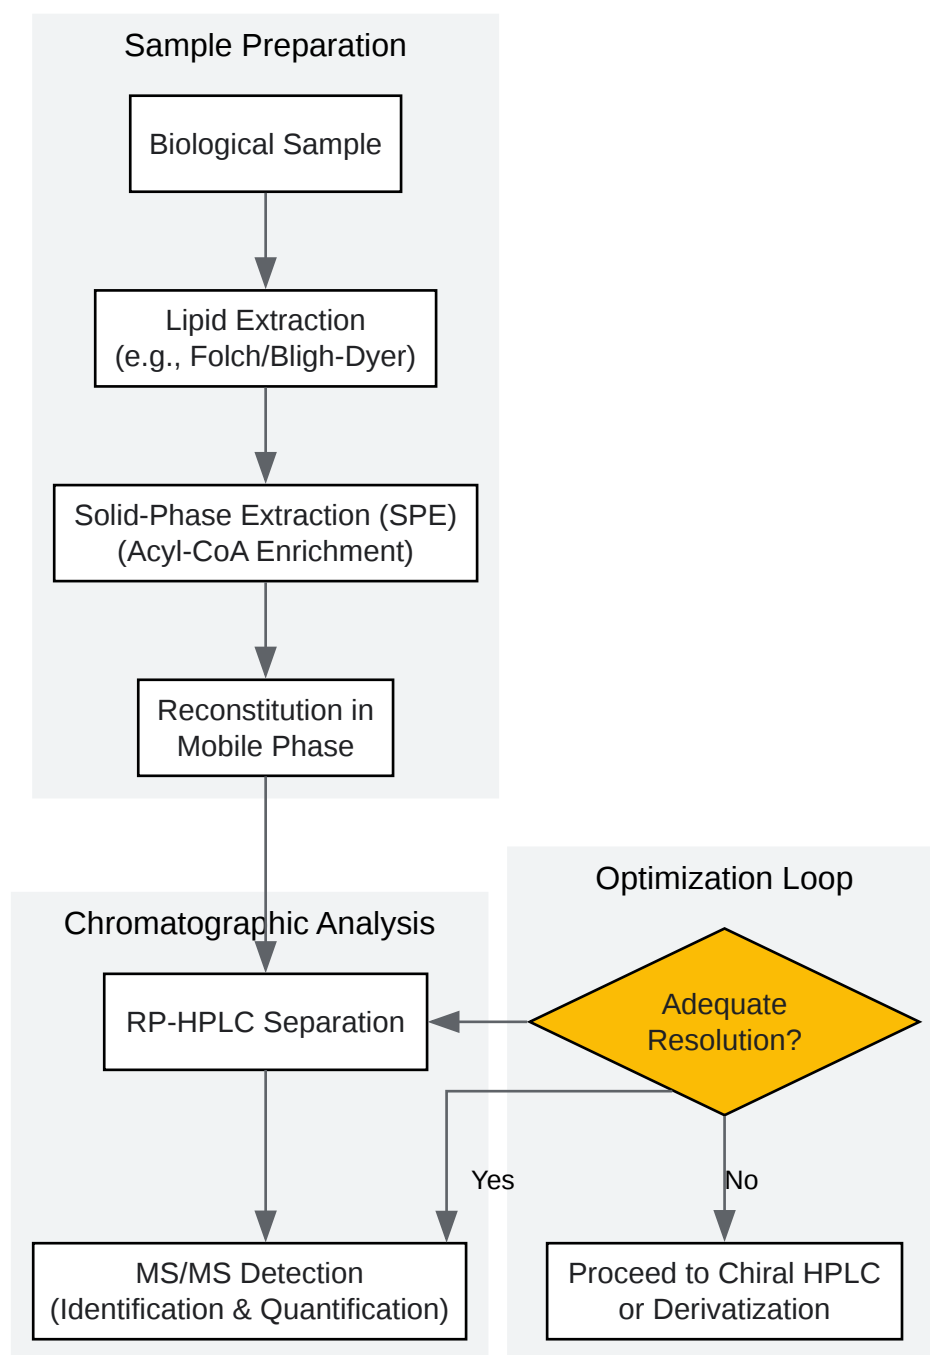 Sample Preparation
Biological Sample
Lipid Extraction
(e.g., Folch/Bligh-Dyer)
Solid-Phase Extraction (SPE)
(Acyl-CoA Enrichment)
Reconstitution in
Mobile Phase
Chromatographic Analysis
RP-HPLC Separation
MS/MS Detection
(Identification & Quantification)
Optimization Loop
Adequate
Resolution?
Yes
No
Proceed to Chiral HPLC
or Derivatization